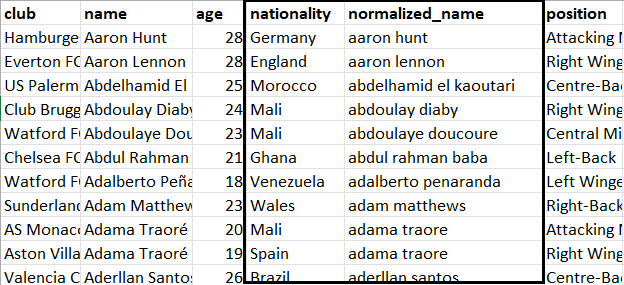 club name age nationality normalized_name position
Hamburge Aaron Hunt 28 Germany aaron hunt Attacking
Everton FC Aaron Lennon 28 England aaron lennon Right Wing
US Palerm Abdelhamid El 25 Morocco abdelhamid el kaoutari Centre-Ba
Club Brugg Abdoulay Diaby 24 Mali abdoulay diaby Right Wing
Watford F Abdoulaye Dou 23 Mali abdoulaye doucoure Central Mi
Chelsea FC Abdul Rahman 21 Ghana abdul rahman baba Left-Back
Watford F Adalberto Peña 18 Venezuela adalberto penaranda Left Winge
Sunderland Adam Matthew 23 Wales adam matthews Right-Back
AS Monac Adama Traoré 20 Mali adama traore Attacking
Aston Villa Adama Traoré 19 Spain adama traore Right Wing
Valencia C Aderllan Santos 26 Brazil aderllan santos Centre-Ba